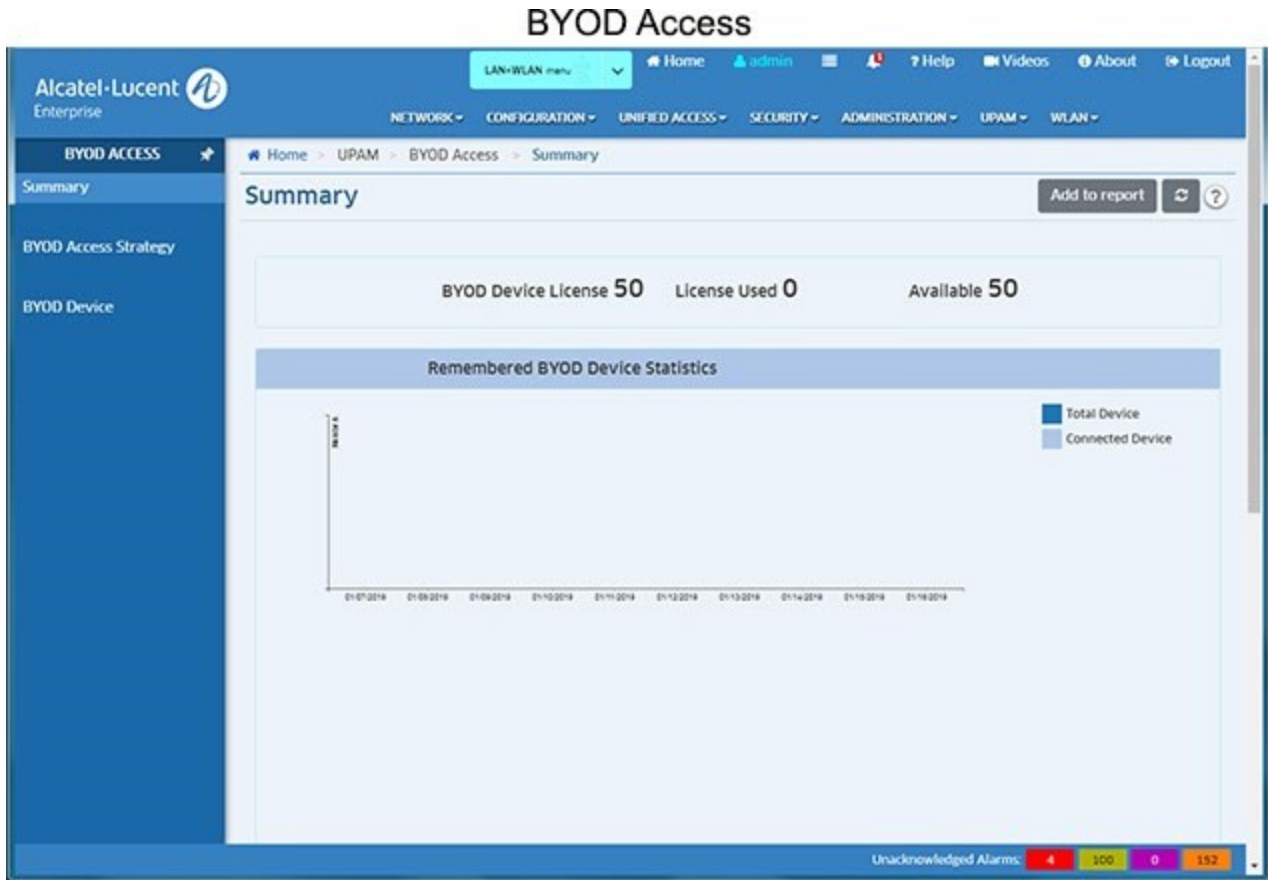 BYOD Access
Alcatel·Lucent
Enterprise
LAN+WLAN menu
Home
admin
? Help
Videos
About
Logout
NETWORK
CONFIGURATION
UNIFIED ACCESS
SECURITY
ADMINISTRATION
UPAM
WLAN
BYOD ACCESS
Home > UPAM > BYOD Access > Summary
Summary
Summary
Add to report
?
BYOD Access Strategy
BYOD Device
BYOD Device License 50 License Used 0 Available 50
Remembered BYOD Device Statistics
Total Device
Connected Device
Unacknowledged Alarms: 4 100 0 152